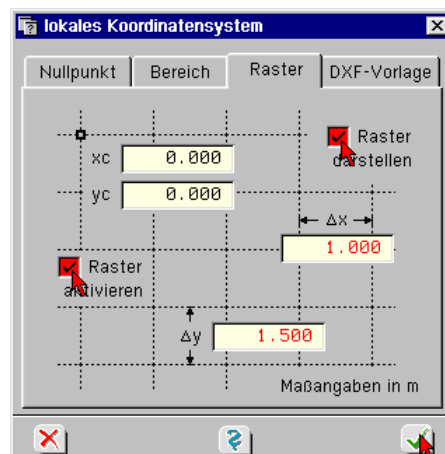 lokales Koordinatensystem
Nullpunkt Bereich Raster DXF-Vorlage
Raster
darstellen
xc 0.000
yc 0.000
Δx
1.000
Raster
aktivieren
Δy 1.500
Maßangaben in m